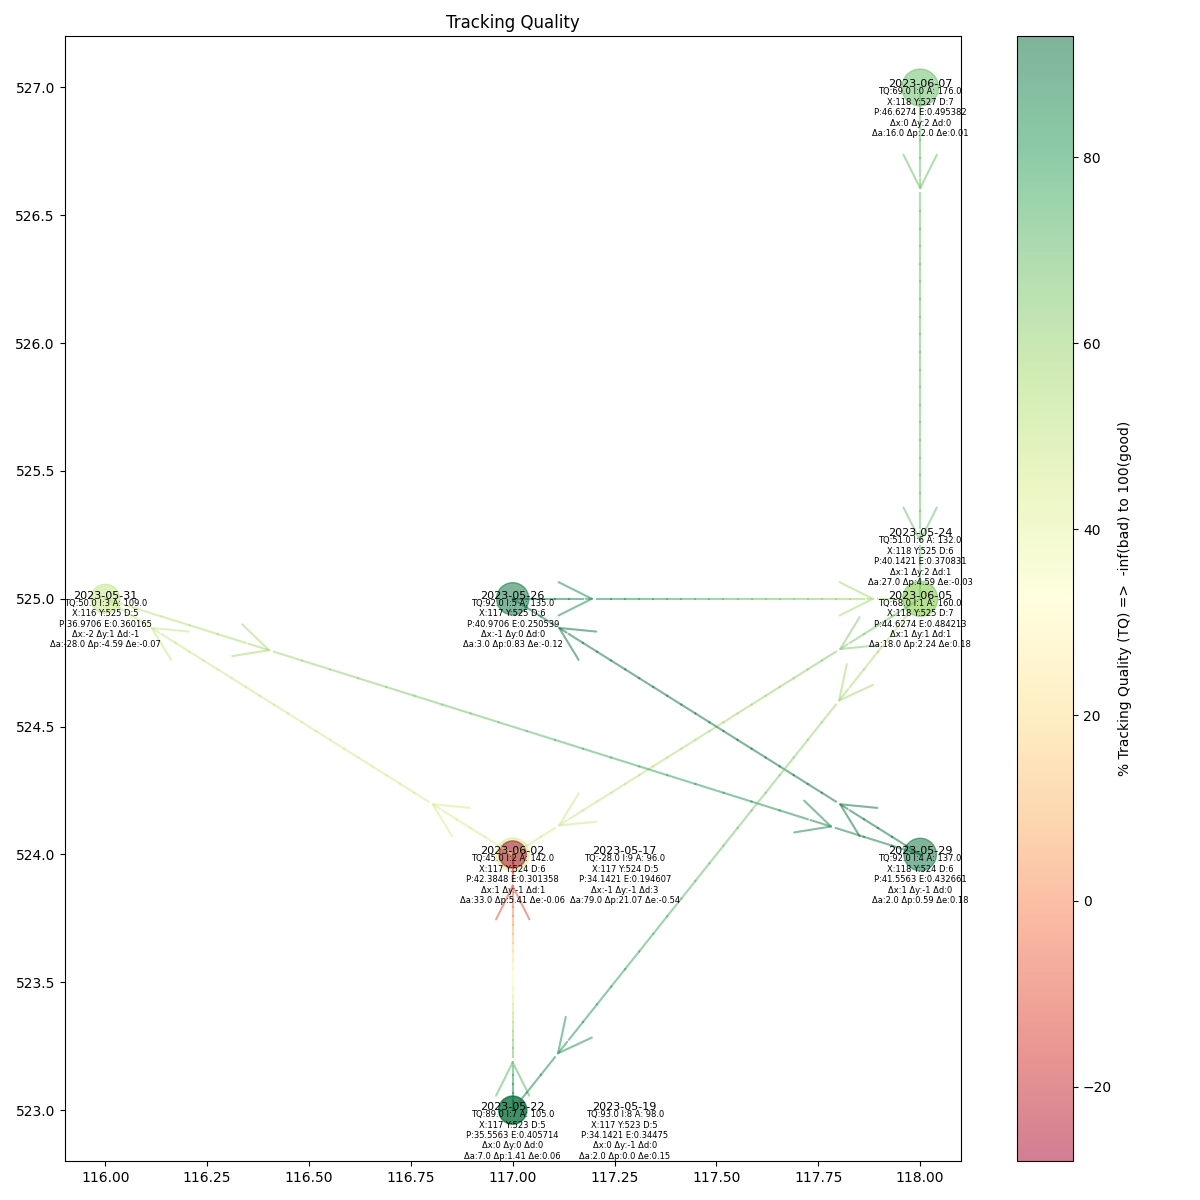 Tracking Quality
527.0
526.5
526.0
525.5
525.0
524.5
524.0
523.5
523.0
2023-06-07
TQ:69.0 I:0 A: 176.0
X:118 Y:527 D:7
P:46.6274 E:0.495382
Δx:0 Δy:2 Δd:0
Δa:16.0 Δp:2.0 Δe:0.01
2023-05-24
TQ:51.0 I:6 A: 132.0
X:118 Y:525 D:6
P:40.1421 E:0.370831
Δx:1 Δy:2 Δd:1
Δa:27.0 Δp:4.59 Δe:-0.03
2023-05-31
TQ:50.0 I:3 A: 109.0
X:116 Y:525 D:5
P:36.9706 E:0.360165
Δx:-2 Δy:1 Δd:-1
Δa:-28.0 Δp:-4.59 Δe:-0.07
2023-05-26
TQ:92.0 I:5 A: 135.0
X:117 Y:525 D:6
P:40.9706 E:0.250539
Δx:-1 Δy:0 Δd:0
Δa:3.0 Δp:0.83 Δe:-0.12
2023-06-05
TQ:68.0 I:1 A: 160.0
X:118 Y:525 D:7
P:44.6274 E:0.484213
Δx:1 Δy:1 Δd:1
Δa:18.0 Δp:2.24 Δe:0.18
2023-06-02
TQ:45.0 I:2 A: 142.0
X:117 Y:524 D:6
P:42.3848 E:0.301358
Δx:1 Δy:-1 Δd:1
Δa:33.0 Δp:5.41 Δe:-0.06
2023-05-17
TQ:-28.0 I:9 A: 96.0
X:117 Y:524 D:5
P:34.1421 E:0.194607
Δx:-1 Δy:-1 Δd:3
Δa:79.0 Δp:21.07 Δe:-0.54
2023-05-29
TQ:92.0 I:4 A: 137.0
X:118 Y:524 D:6
P:41.5563 E:0.432661
Δx:1 Δy:-1 Δd:0
Δa:2.0 Δp:0.59 Δe:0.18
2023-05-22
TQ:89.0 I:7 A: 105.0
X:117 Y:523 D:5
P:35.5563 E:0.405714
Δx:0 Δy:0 Δd:0
Δa:7.0 Δp:1.41 Δe:0.06
2023-05-19
TQ:93.0 I:8 A: 98.0
X:117 Y:523 D:5
P:34.1421 E:0.34475
Δx:0 Δy:-1 Δd:0
Δa:2.0 Δp:0.0 Δe:0.15
116.00 116.25 116.50 116.75 117.00 117.25 117.50 117.75 118.00
80
60
40
20
0
−20
% Tracking Quality (TQ) => -inf(bad) to 100(good)